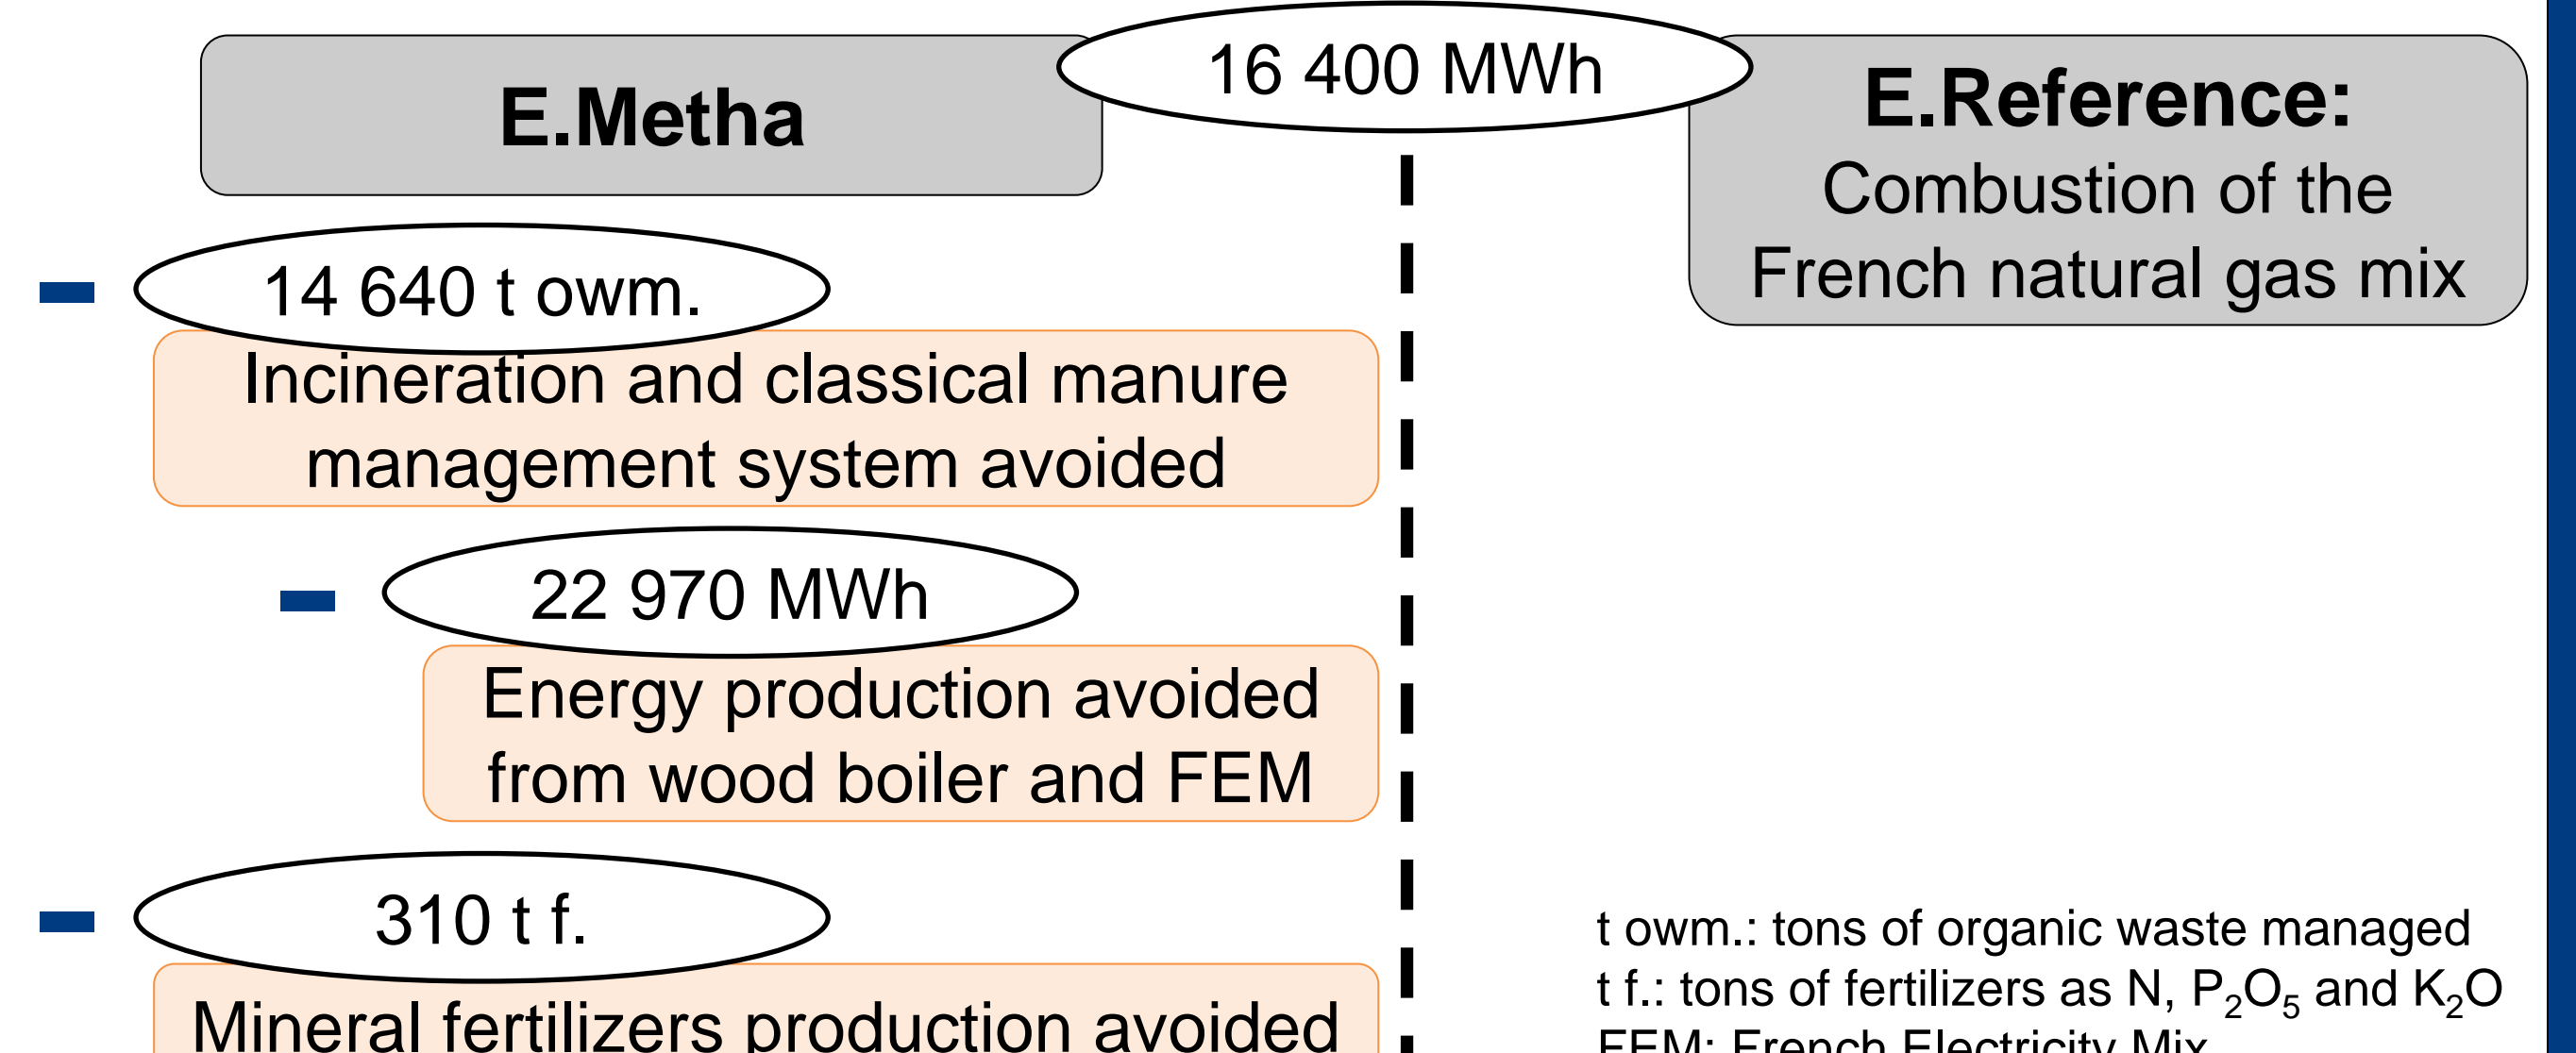 16 400 MWh
E.Metha
E.Reference:
Combustion of the
French natural gas mix
14 640 t owm.
Incineration and classical manure
management system avoided
22 970 MWh
Energy production avoided
from wood boiler and FEM
310 t f.
Mineral fertilizers production avoided
t owm.: tons of organic waste managed
t f.: tons of fertilizers as N, P₂O₅ and K₂O
FEM: French Electricity Mix